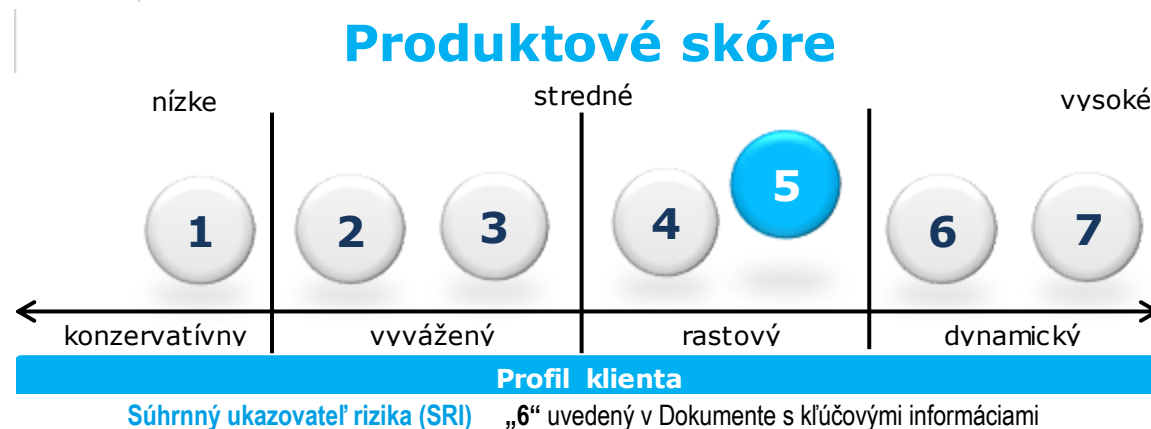 Produktové skóre
nízke stredné vysoké
1 2 3 4 5 6 7
konzervatívny vyvážený rastový dynamický
Profil klienta
Súhrnný ukazovateľ rizika (SRI) „6“ uvedený v Dokumente s kľúčovými informáciami